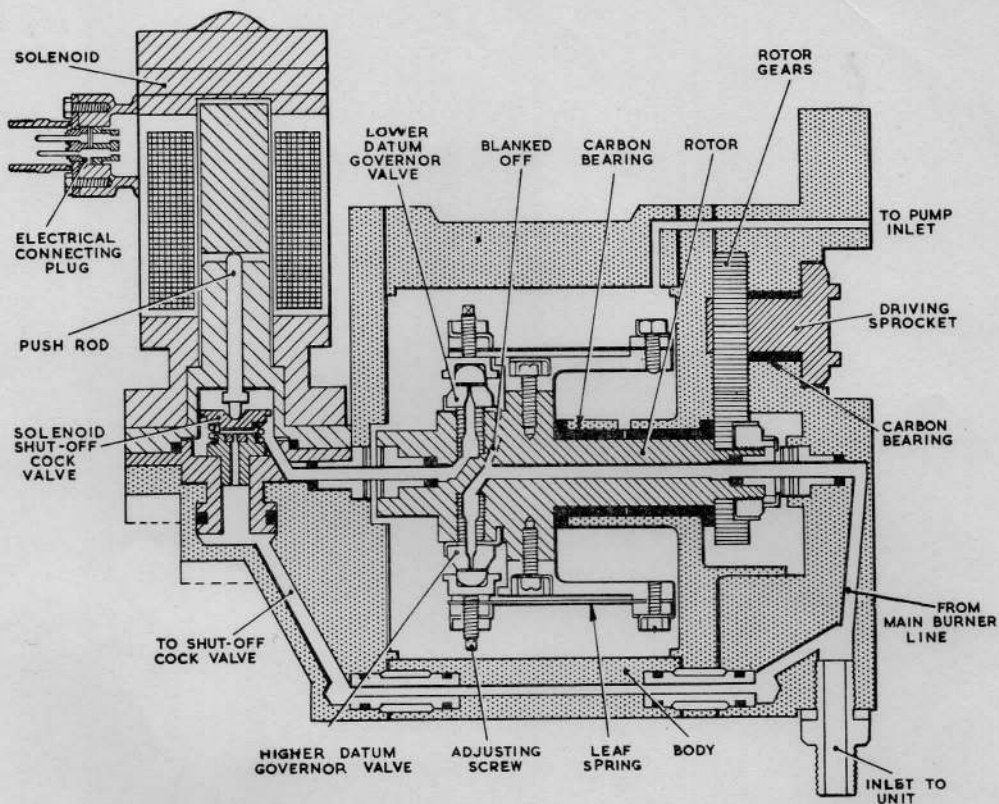 SOLENOID
ELECTRICAL
CONNECTING
PLUG
PUSH ROD
SOLENOID
SHUT-OFF
COCK
VALVE
TO SHUT-OFF
COCK VALVE
LOWER
DATUM
GOVERNOR
VALVE
BLANKED
OFF
CARBON
BEARING
ROTOR
ROTOR
GEARS
TO PUMP
INLET
DRIVING
SPROCKET
CARBON
BEARING
FROM
MAIN BURNER
LINE
HIGHER DATUM
GOVERNOR VALVE
ADJUSTING
SCREW
LEAF
SPRING
BODY
INLET TO
UNIT